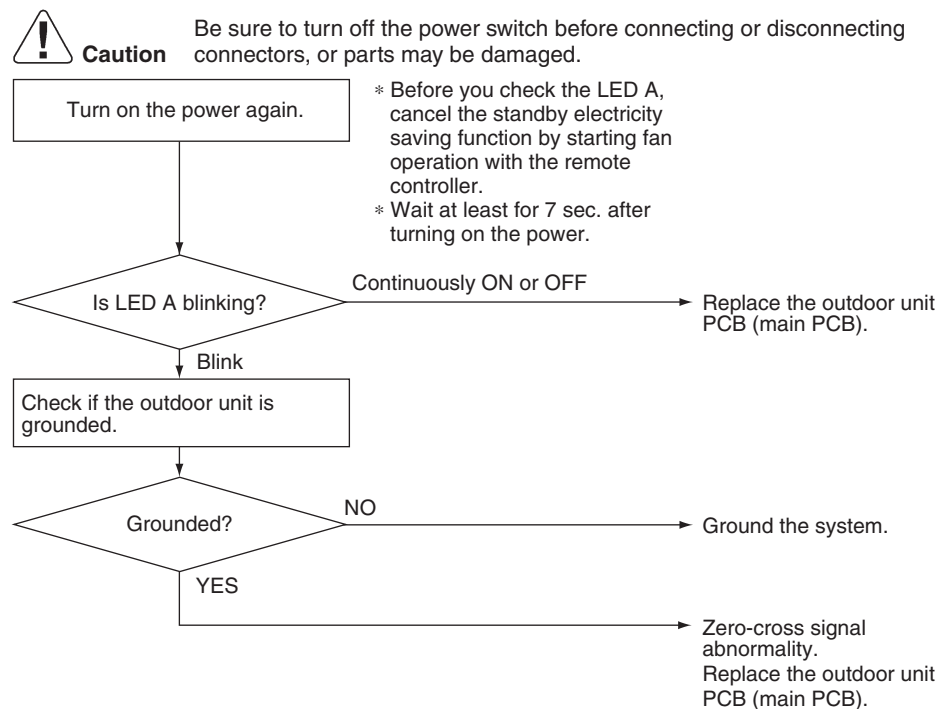 Be sure to turn off the power switch before connecting or disconnecting
Caution connectors, or parts may be damaged.
Turn on the power again.
* Before you check the LED A,
cancel the standby electricity
saving function by starting fan
operation with the remote
controller.
* Wait at least for 7 sec. after
turning on the power.
Is LED A blinking?
Continuously ON or OFF
Replace the outdoor unit
PCB (main PCB).
Blink
Check if the outdoor unit is
grounded.
Grounded?
NO
Ground the system.
YES
Zero-cross signal
abnormality.
Replace the outdoor unit
PCB (main PCB).